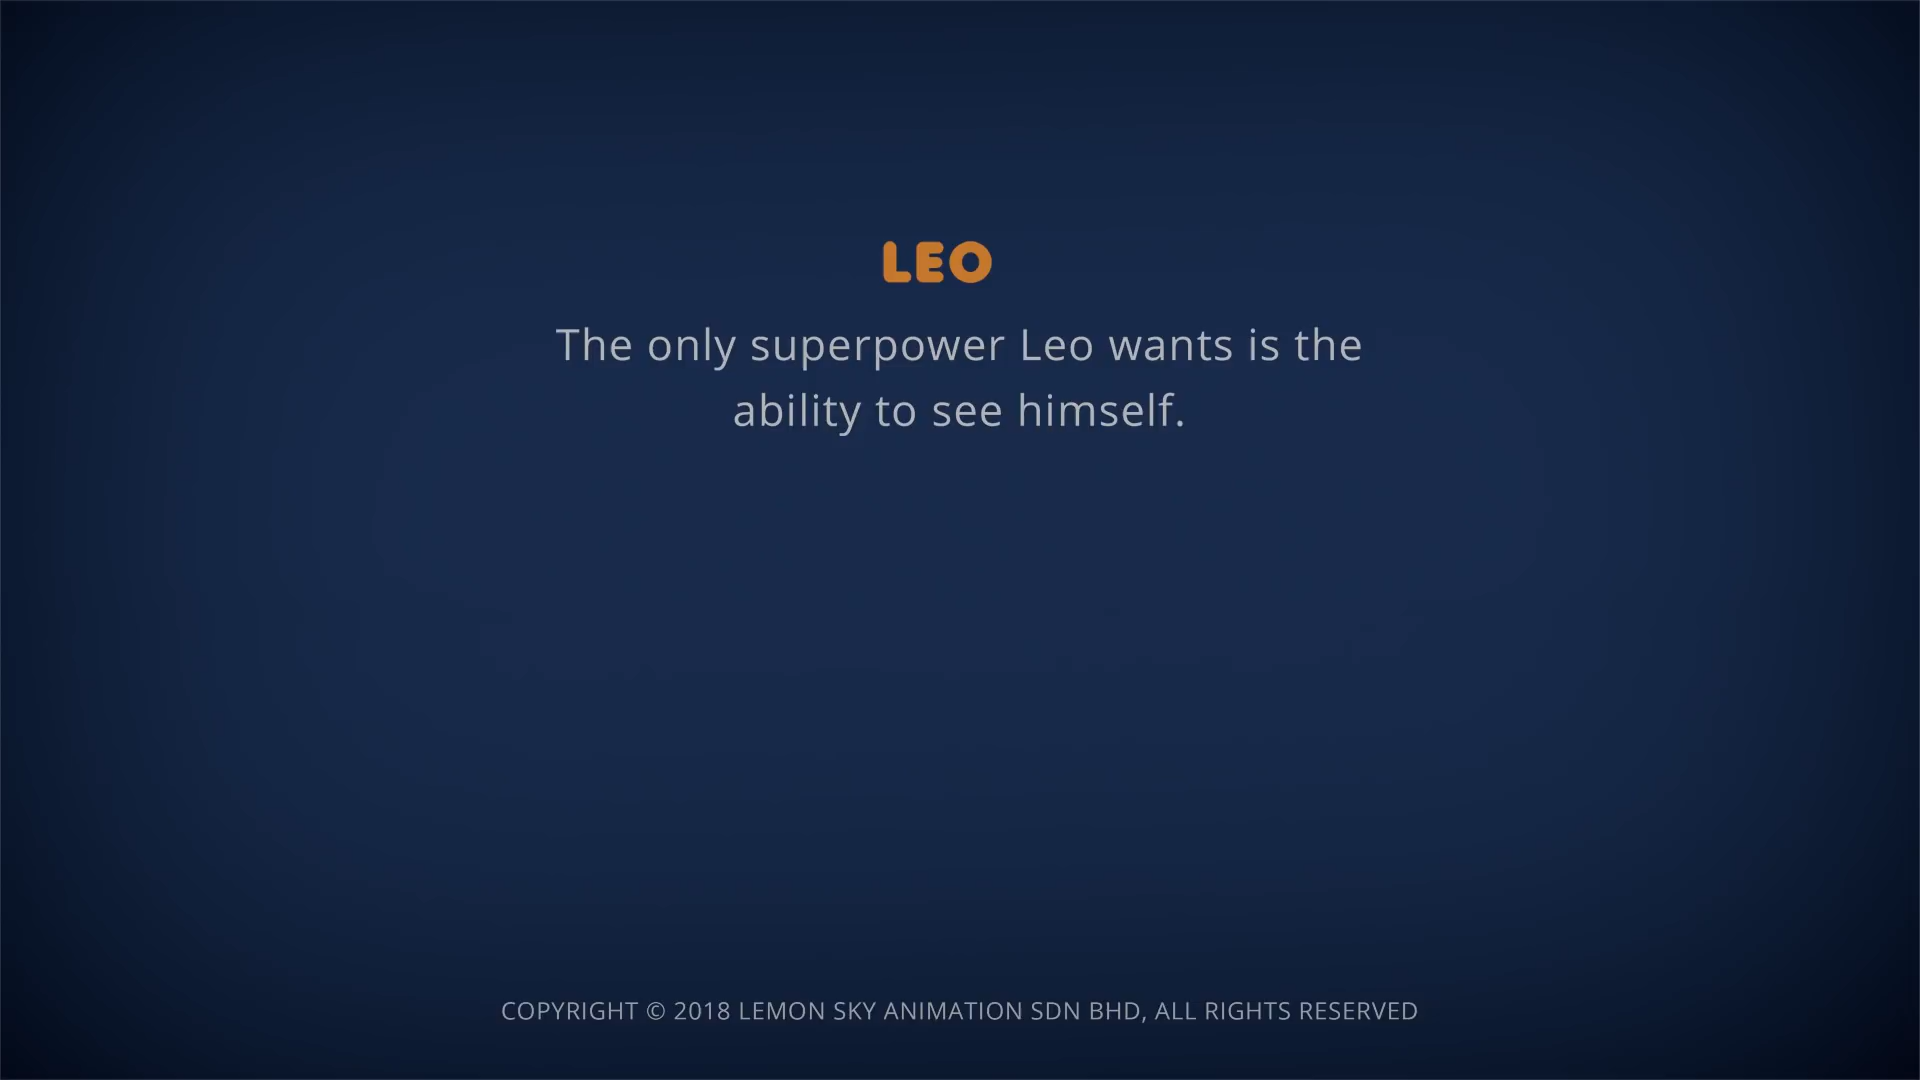 LEO
The only superpower Leo wants is the
ability to see himself.
COPYRIGHT © 2018 LEMON SKY ANIMATION SDN BHD, ALL RIGHTS RESERVED